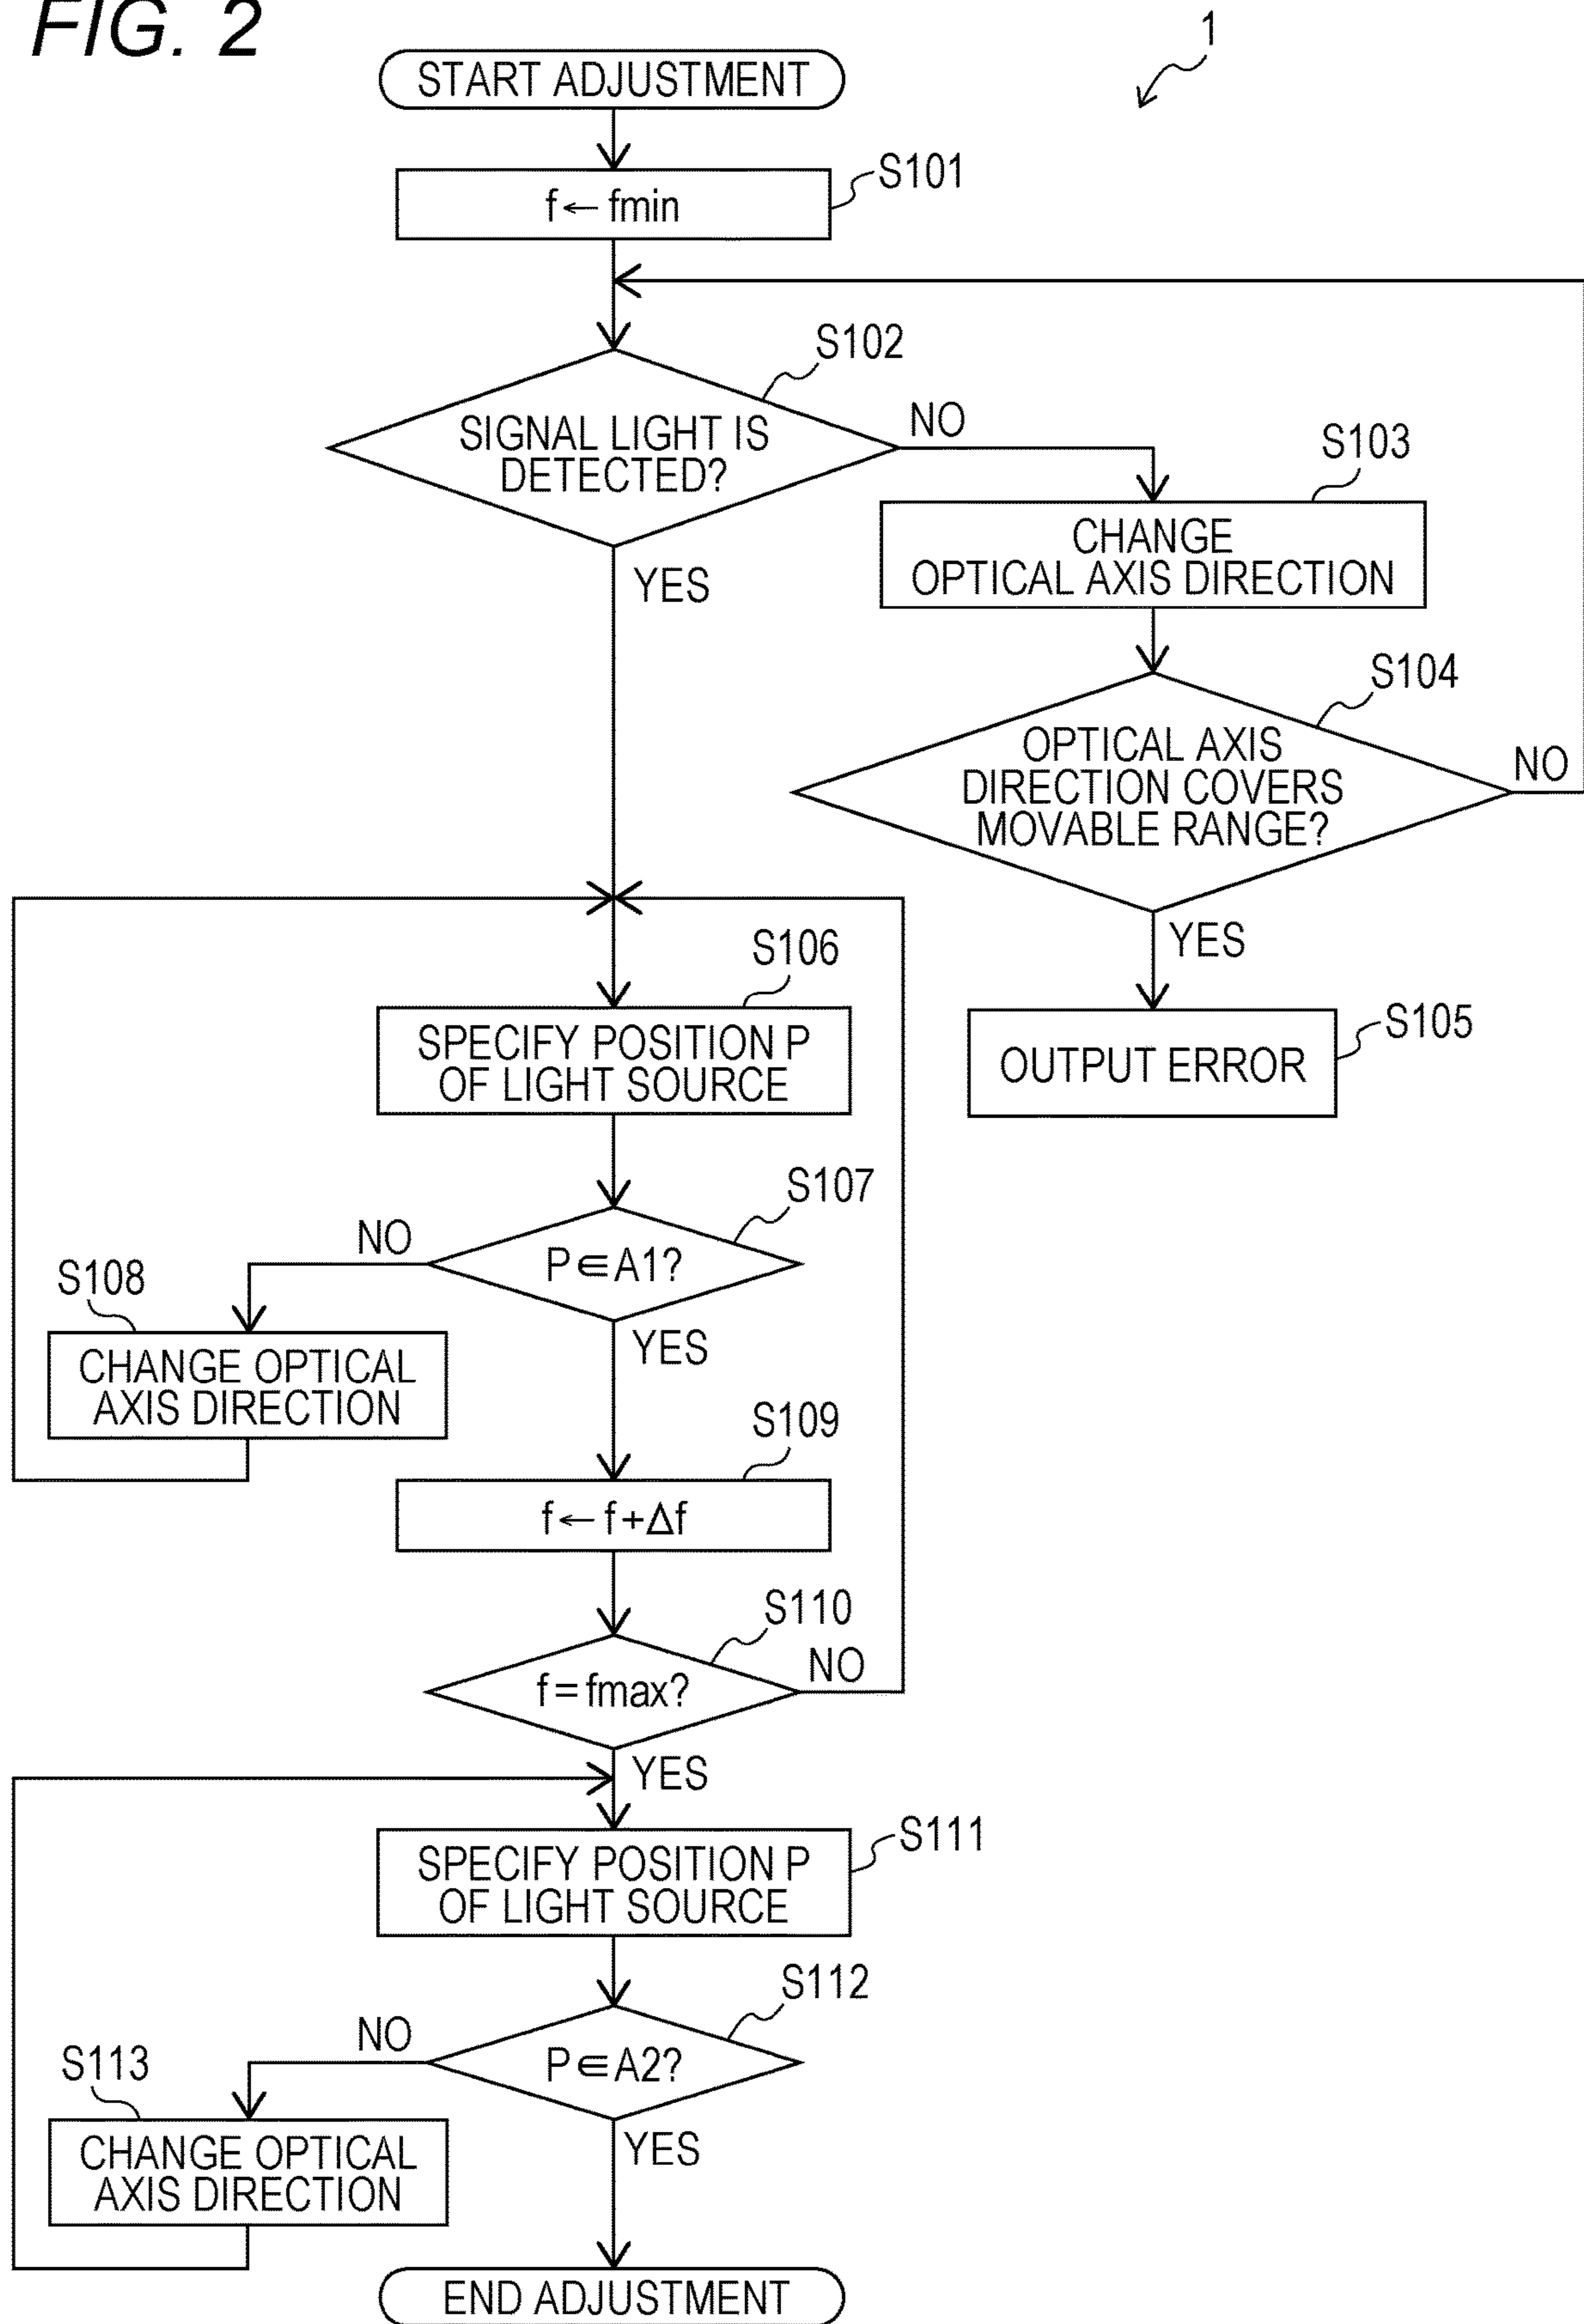 FIG. 2
1
START ADJUSTMENT
S101
f←fmin
S102
SIGNAL LIGHT IS
DETECTED?
NO
YES
S103
CHANGE
OPTICAL AXIS DIRECTION
S104
OPTICAL AXIS
DIRECTION COVERS
MOVABLE RANGE?
NO
YES
S105
OUTPUT ERROR
S106
SPECIFY POSITION P
OF LIGHT SOURCE
S107
P∈A1?
NO
YES
S108
CHANGE OPTICAL
AXIS DIRECTION
S109
f←f+Δf
S110
f=fmax?
NO
YES
S111
SPECIFY POSITION P
OF LIGHT SOURCE
S112
P∈A2?
NO
YES
S113
CHANGE OPTICAL
AXIS DIRECTION
END ADJUSTMENT